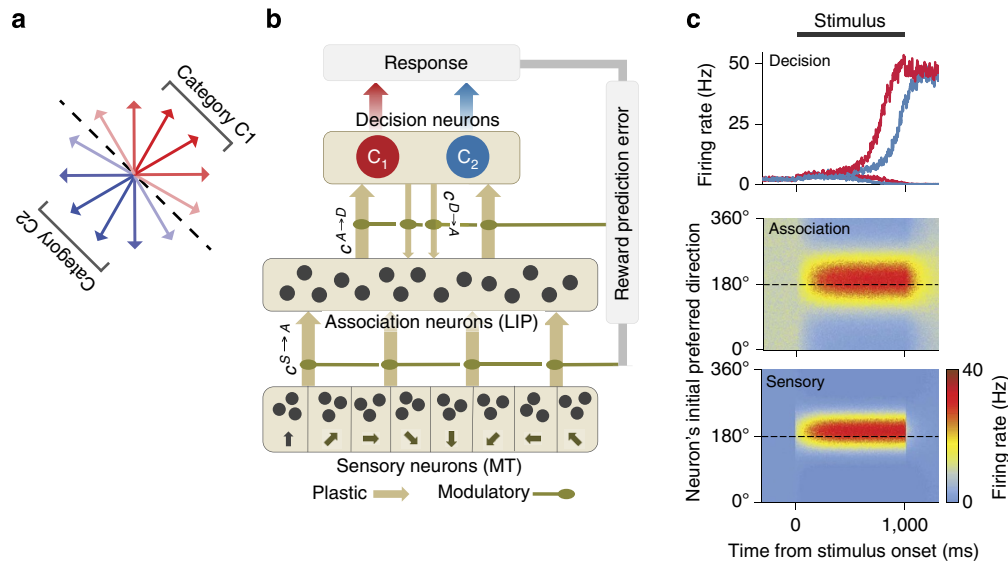 a
Category C1
Category C2
b
Response
Decision neurons
C1
C2
c A→D
c D→A
Reward prediction error
Association neurons (LIP)
c S→A
Sensory neurons (MT)
Plastic
Modulatory
c
Stimulus
Decision
50
25
0
Firing rate (Hz)
Association
360°
180°
0°
Sensory
360°
180°
0°
Neuron's initial preferred direction
40
0
Firing rate (Hz)
0
1,000
Time from stimulus onset (ms)